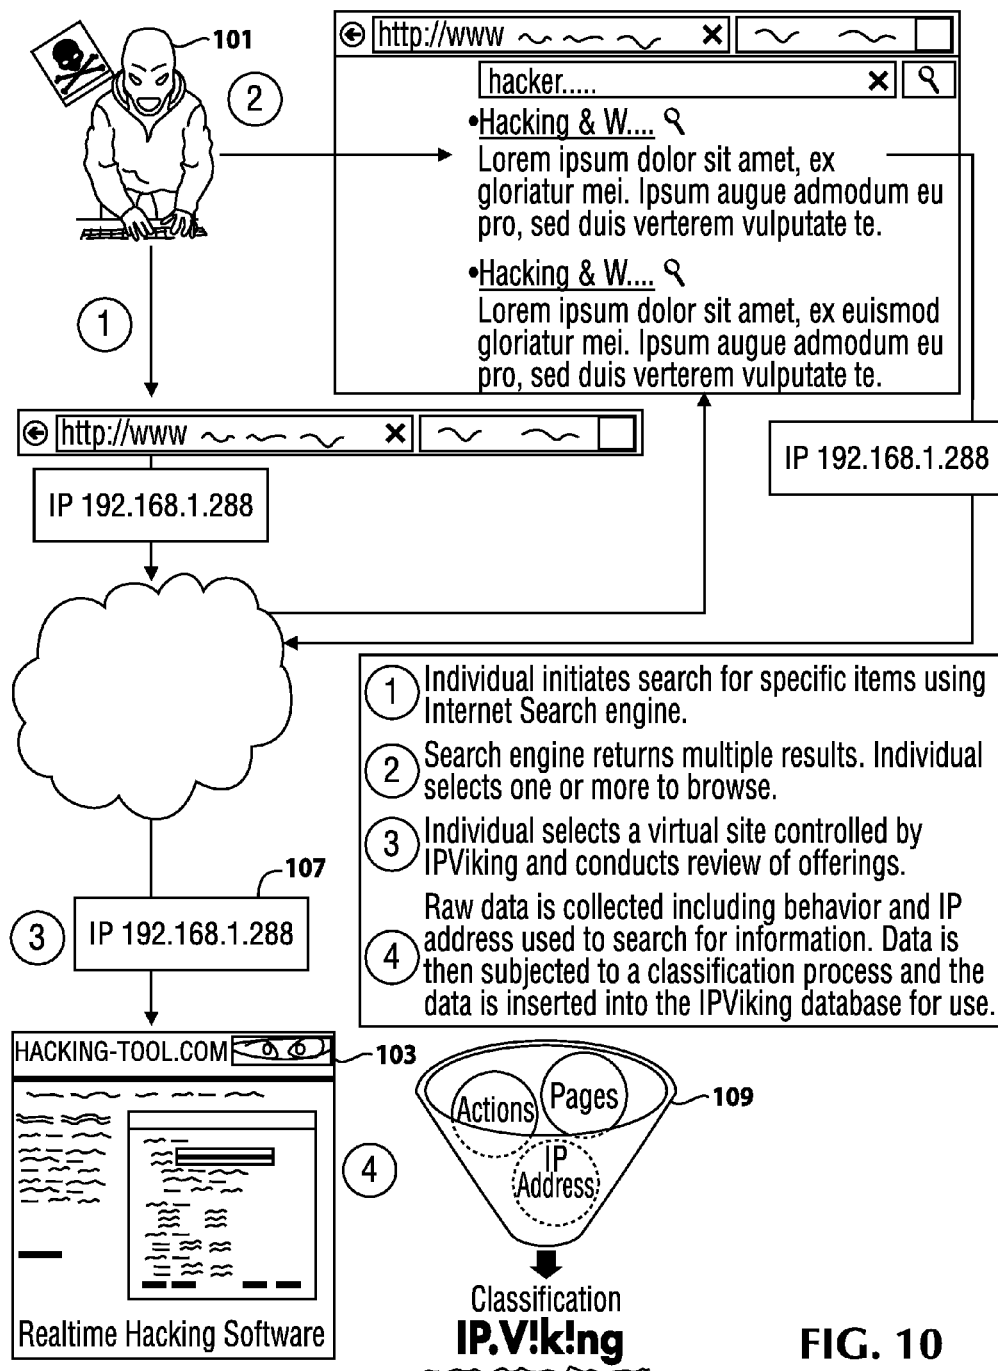 101
2
http://www
hacker.....
•Hacking & W....
Lorem ipsum dolor sit amet, ex
gloriatur mei. Ipsum augue admodum eu
pro, sed duis verterem vulputate te.
•Hacking & W....
Lorem ipsum dolor sit amet, ex euismod
gloriatur mei. Ipsum augue admodum eu
pro, sed duis verterem vulputate te.
1
http://www
IP 192.168.1.288
IP 192.168.1.288
1 Individual initiates search for specific items using
Internet Search engine.
2 Search engine returns multiple results. Individual
selects one or more to browse.
3 Individual selects a virtual site controlled by
IPViking and conducts review of offerings.
Raw data is collected including behavior and IP
4 address used to search for information. Data is
then subjected to a classification process and the
data is inserted into the IPViking database for use.
107
3
IP 192.168.1.288
HACKING-TOOL.COM
103
4
Realtime Hacking Software
Actions
Pages
IP
Address
109
Classification
IP.V!k!ng
FIG. 10